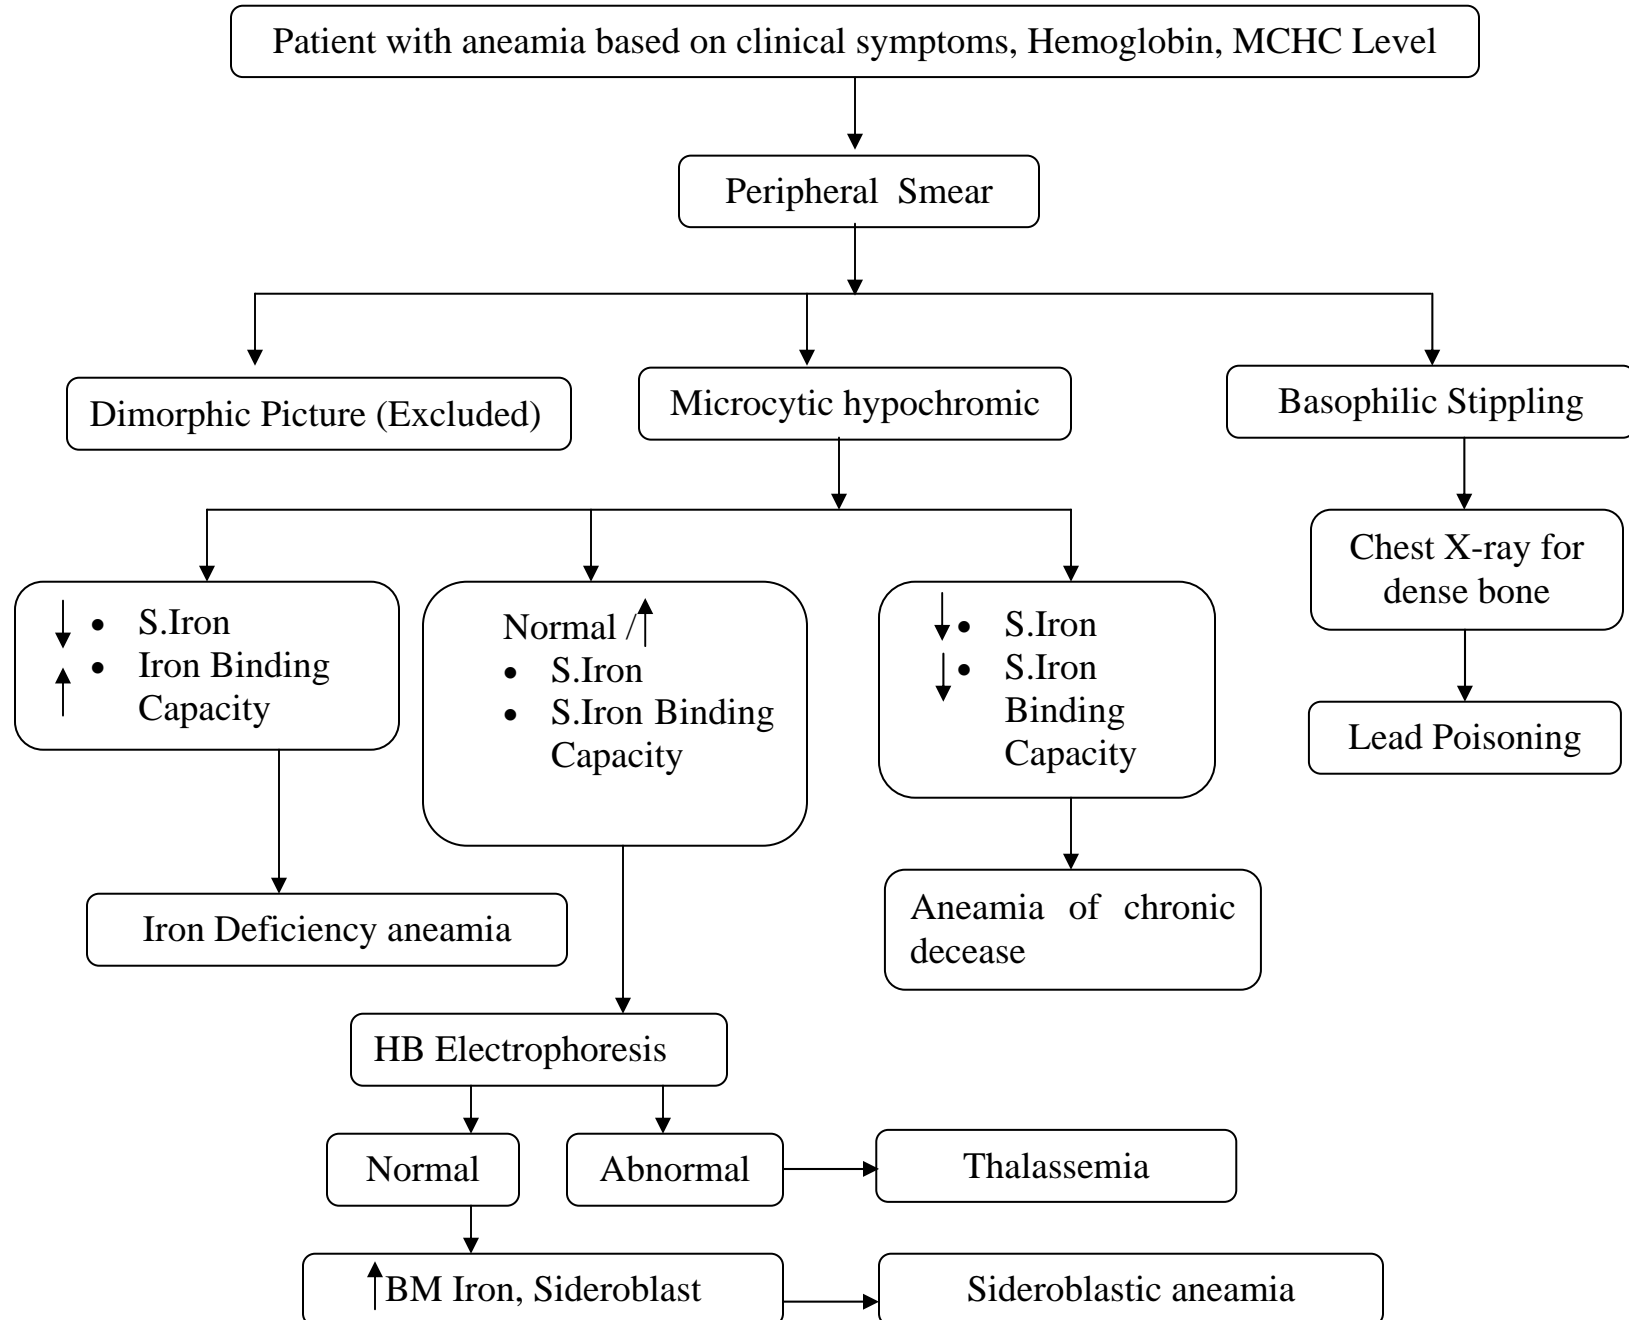 Patient with aneamia based on clinical symptoms, Hemoglobin, MCHC Level
Peripheral Smear
Dimorphic Picture (Excluded)
Microcytic hypochromic
Basophilic Stippling
Chest X-ray for
dense bone
Lead Poisoning
↓ • S.Iron
↑ • Iron Binding
Capacity
Normal /↑
• S.Iron
• S.Iron Binding
Capacity
↓ • S.Iron
↓ • S.Iron
Binding
Capacity
Iron Deficiency aneamia
Aneamia of chronic
decease
HB Electrophoresis
Normal
Abnormal
Thalassemia
↑BM Iron, Sideroblast
Sideroblastic aneamia